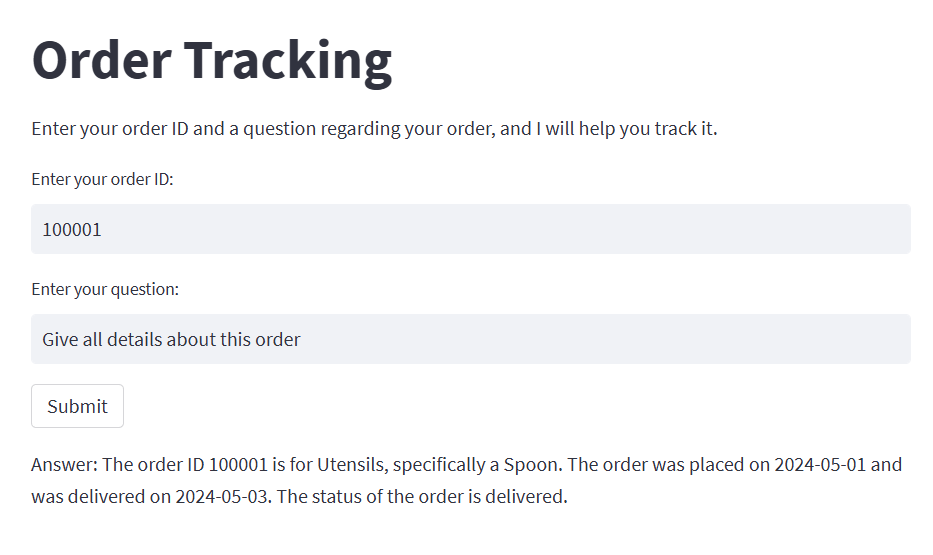 Order Tracking
Enter your order ID and a question regarding your order, and I will help you track it.
Enter your order ID:
100001
Enter your question:
Give all details about this order
Submit
Answer: The order ID 100001 is for Utensils, specifically a Spoon. The order was placed on 2024-05-01 and
was delivered on 2024-05-03. The status of the order is delivered.